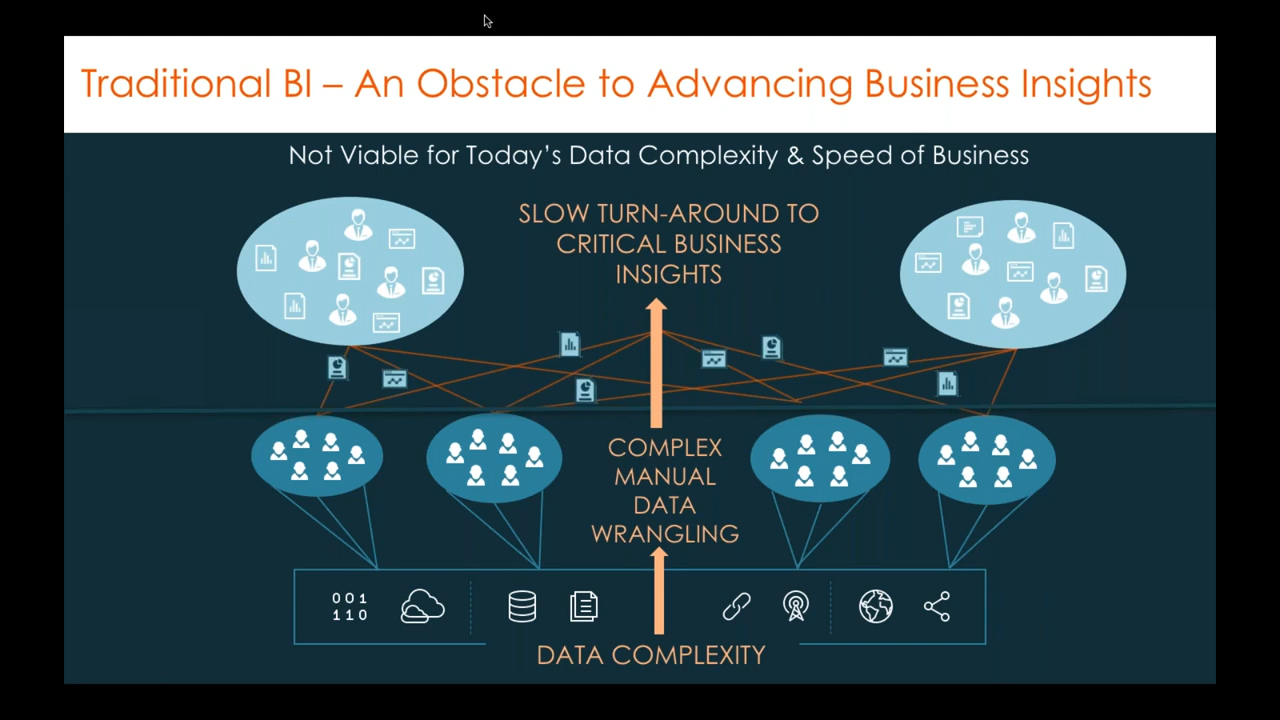 Traditional BI – An Obstacle to Advancing Business Insights
Not Viable for Today’s Data Complexity & Speed of Business
SLOW TURN-AROUND TO
CRITICAL BUSINESS
INSIGHTS
COMPLEX
MANUAL
DATA
WRANGLING
001
110
DATA COMPLEXITY